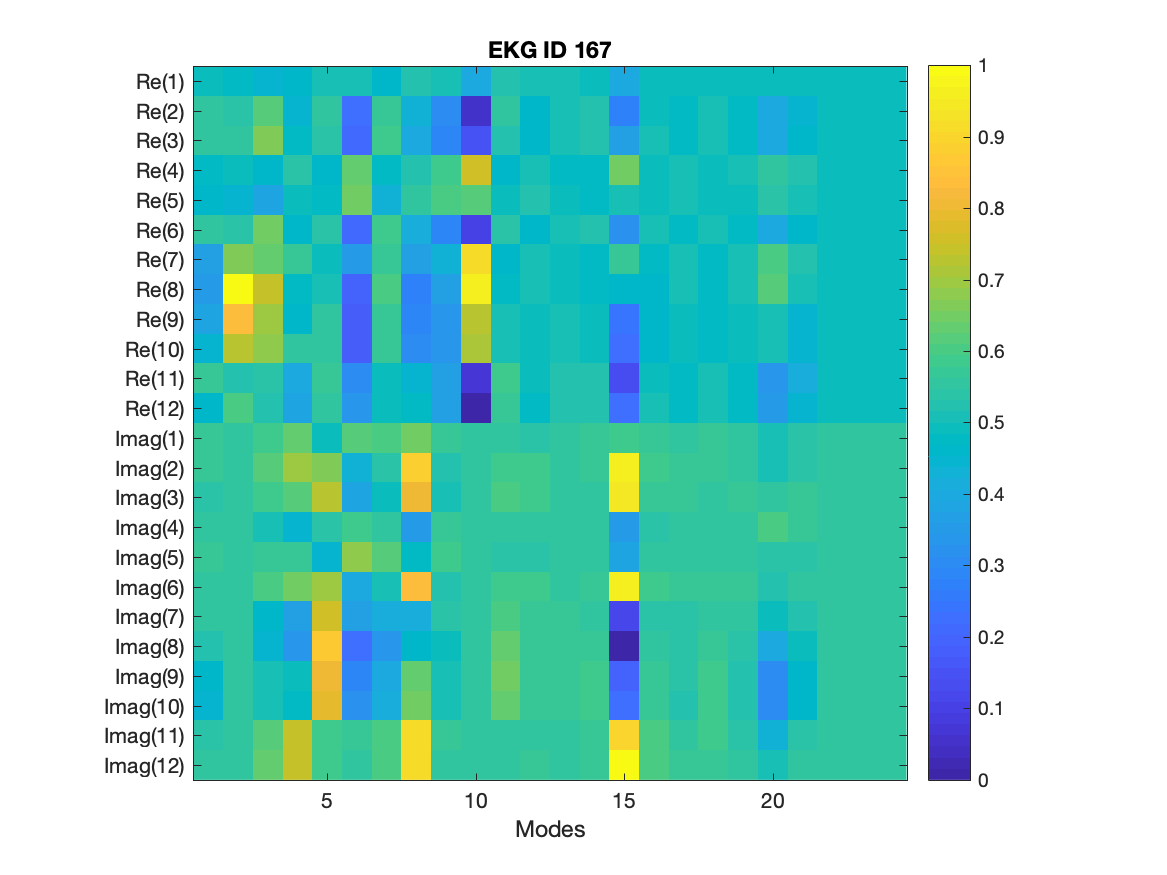 EKG ID 167
Re(1)
Re(2)
Re(3)
Re(4)
Re(5)
Re(6)
Re(7)
Re(8)
Re(9)
Re(10)
Re(11)
Re(12)
Imag(1)
Imag(2)
Imag(3)
Imag(4)
Imag(5)
Imag(6)
Imag(7)
Imag(8)
Imag(9)
Imag(10)
Imag(11)
Imag(12)
5 10 15 20
Modes
1
0.9
0.8
0.7
0.6
0.5
0.4
0.3
0.2
0.1
0